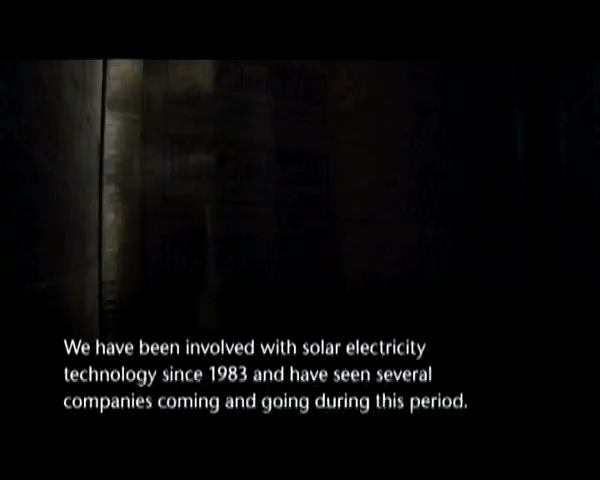 We have been involved with solar electricity
technology since 1983 and have seen several
companies coming and going during this period.